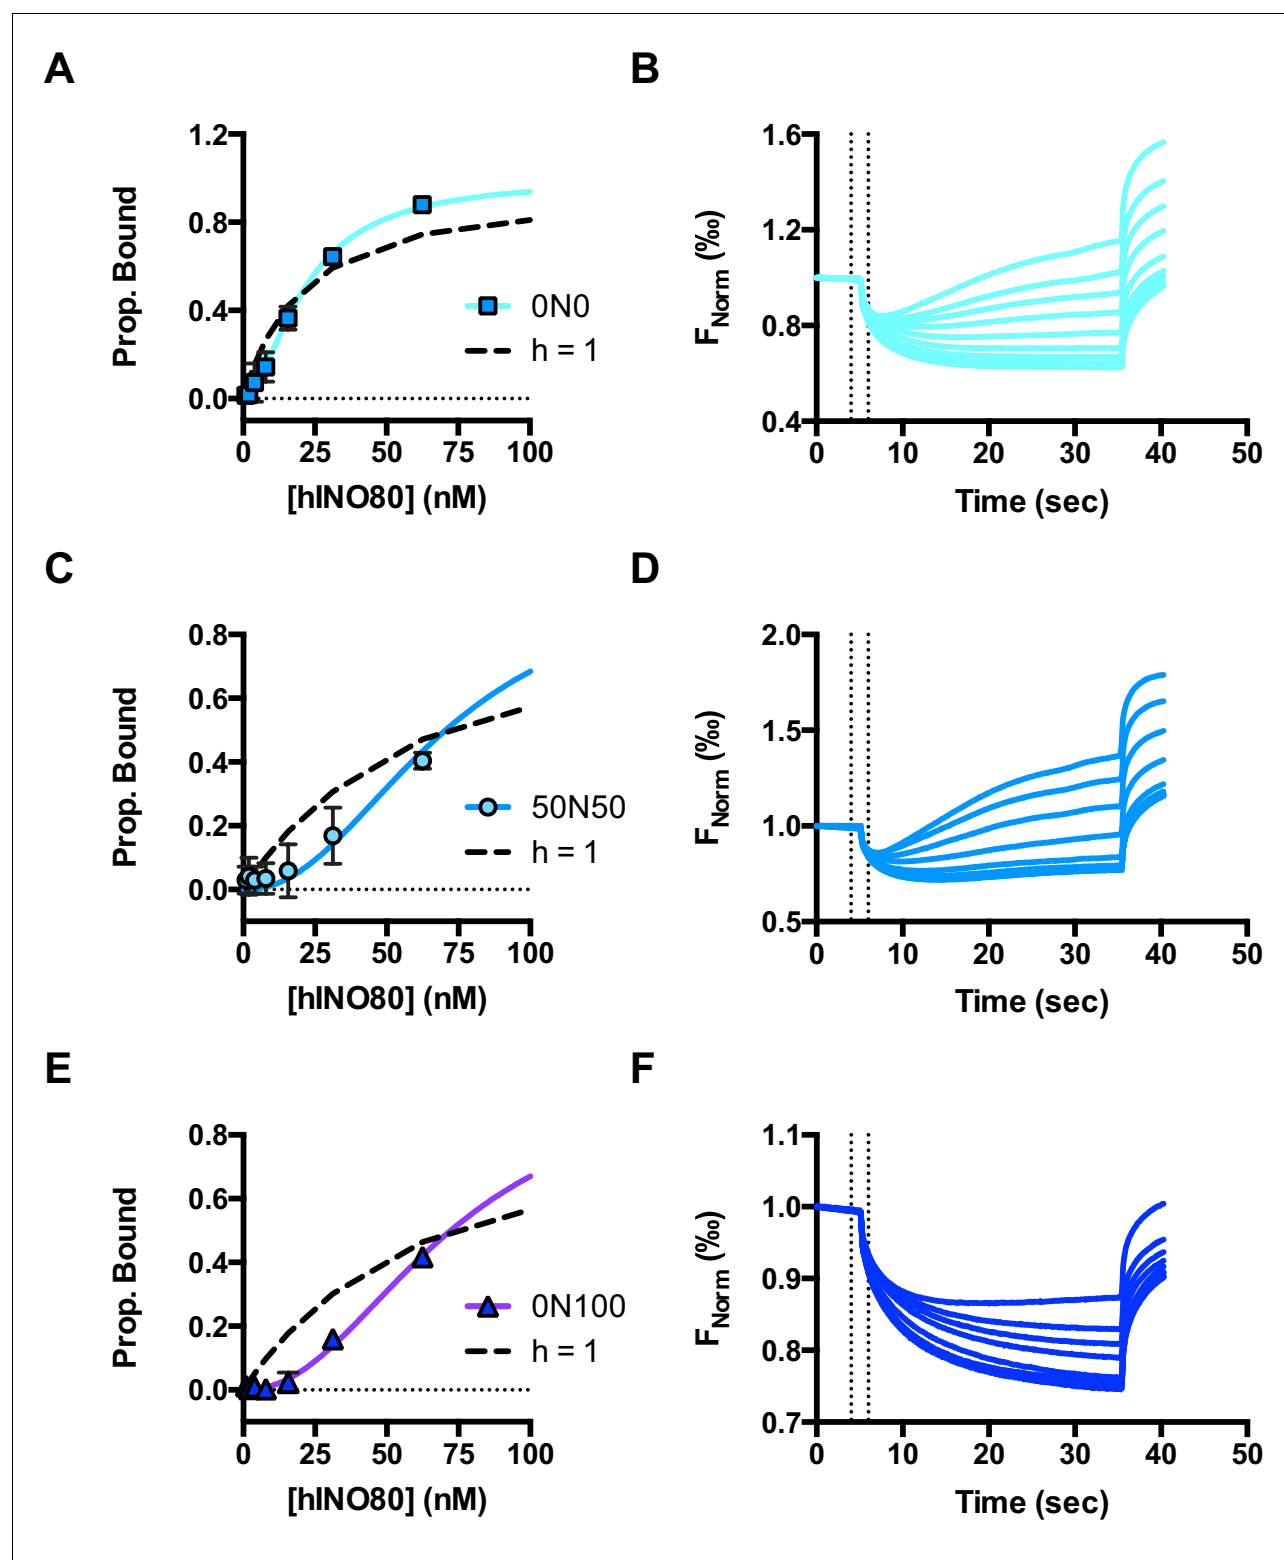 A
Prop. Bound
1.2
0.8
0.4
0.0
0N0
h = 1
0 25 50 75 100
[hINO80] (nM)
B
F_Norm (‰)
1.6
1.2
0.8
0.4
0 10 20 30 40 50
Time (sec)
C
Prop. Bound
0.8
0.6
0.4
0.2
0.0
50N50
h = 1
0 25 50 75 100
[hINO80] (nM)
D
F_Norm (‰)
2.0
1.5
1.0
0.5
0 10 20 30 40 50
Time (sec)
E
Prop. Bound
0.8
0.6
0.4
0.2
0.0
0N100
h = 1
0 25 50 75 100
[hINO80] (nM)
F
F_Norm (‰)
1.1
1.0
0.9
0.8
0.7
0 10 20 30 40 50
Time (sec)